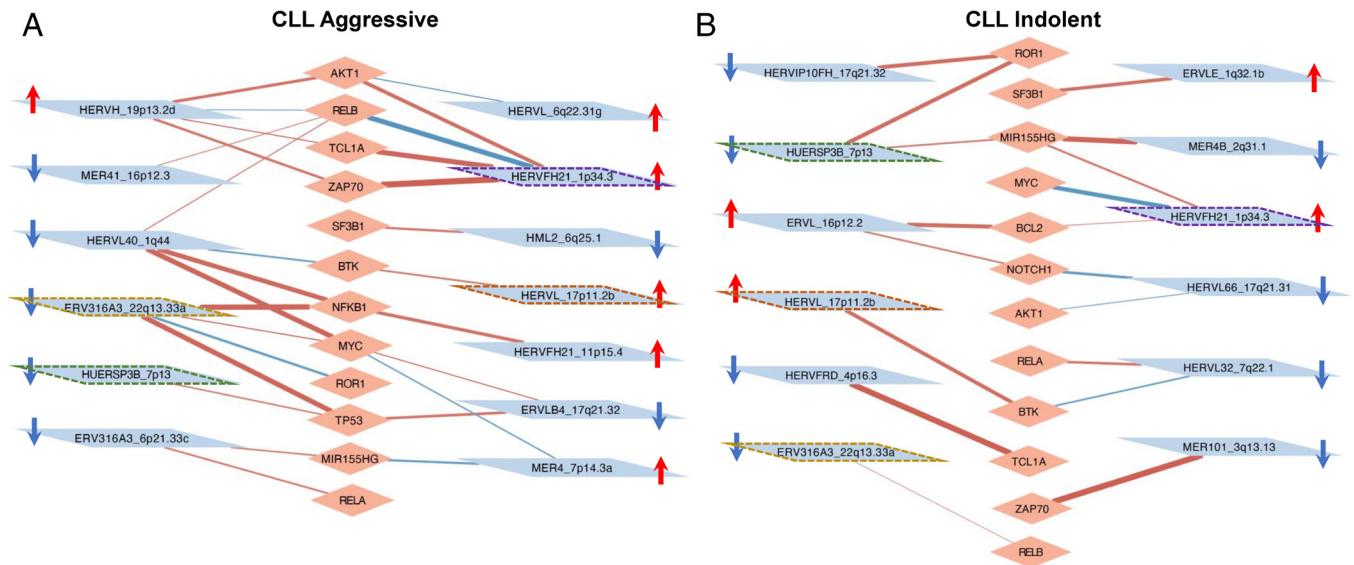 A
CLL Aggressive
AKT1
HERVH_19p13.2d
RELB
HERVL_6q22.31g
TCL1A
MER41_16p12.3
ZAP70
HERVFH21_1p34.3
SF3B1
HERVL40_1q44
HML2_6q25.1
BTK
HERVL_17p11.2b
ERV316A3_22q13.33a
NFKB1
MYC
HERVFH21_11p15.4
HUERSP3B_7p13
ROR1
TP53
ERVLB4_17q21.32
ERV316A3_6p21.33c
MIR155HG
MER4_7p14.3a
RELA
B
CLL Indolent
ROR1
HERVIP10FH_17q21.32
ERVLE_1q32.1b
SF3B1
MIR155HG
HUERSP3B_7p13
MER4B_2q31.1
MYC
HERVFH21_1p34.3
ERVL_16p12.2
BCL2
NOTCH1
HERVL66_17q21.31
HERVL_17p11.2b
AKT1
RELA
HERVL32_7q22.1
HERVFRD_4p16.3
BTK
ERV316A3_22q13.33a
MER101_3q13.13
TCL1A
ZAP70
RELB